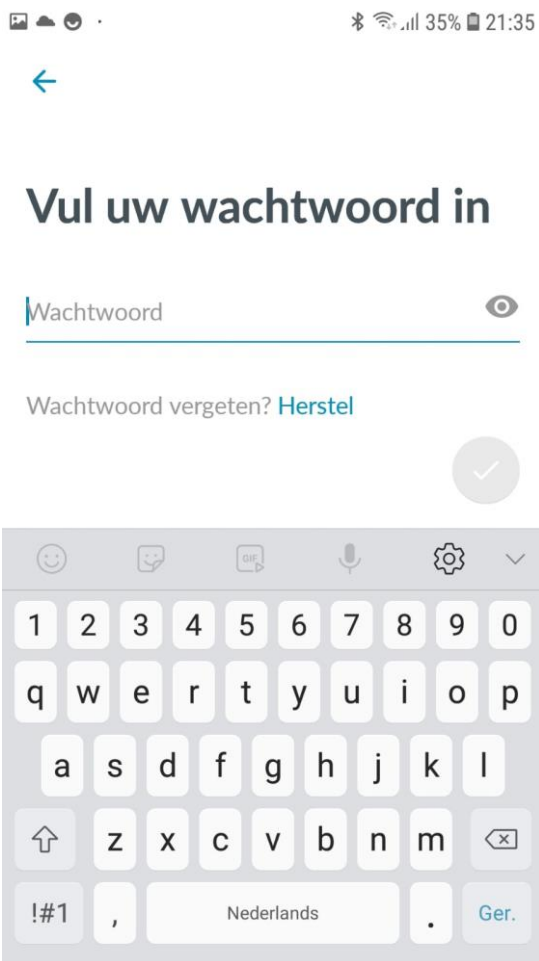 35% 21:35
Vul uw wachtwoord in
Wachtwoord
Wachtwoord vergeten? Herstel
GIF
1 2 3 4 5 6 7 8 9 0
q w e r t y u i o p
a s d f g h j k l
z x c v b n m
!#1 , Nederlands . Ger.